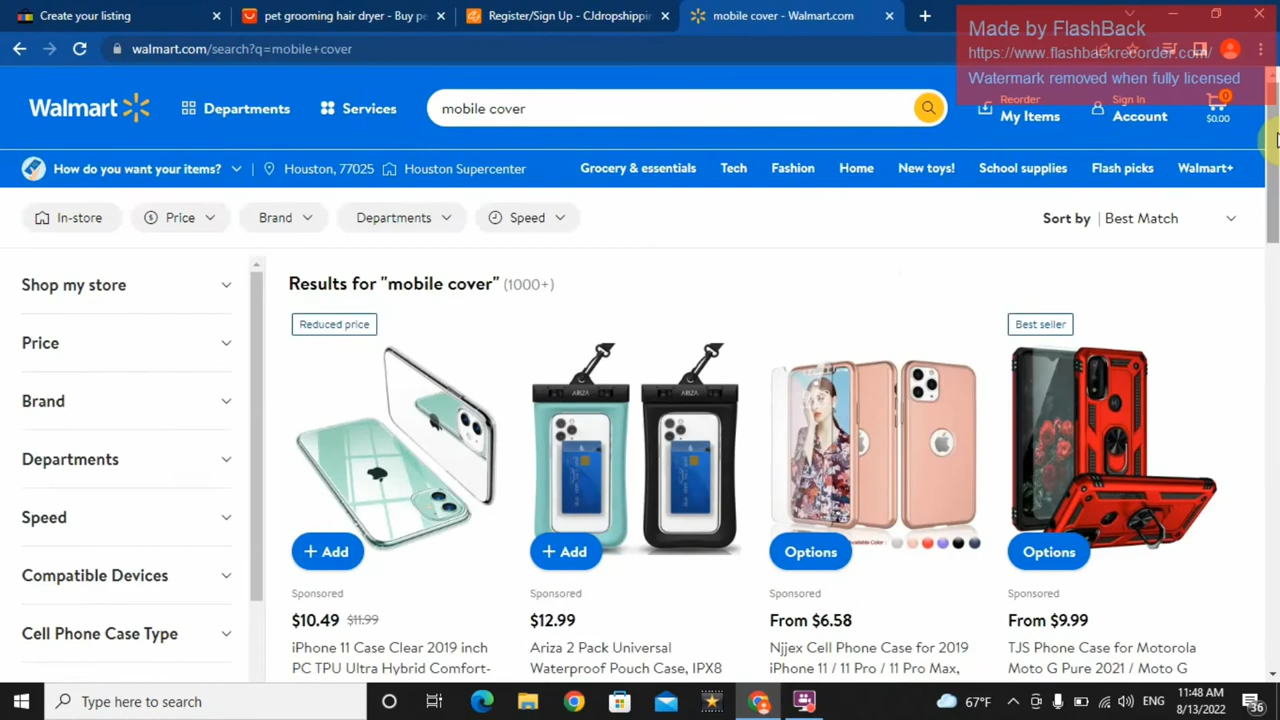 Create your listing
pet grooming hair dryer - Buy pe
Register/Sign Up - CJdropshippin
mobile cover - Walmart.com
Made by FlashBack
https://www.flashbackrecorder.com/
Watermark removed when fully licensed
walmart.com/search?q=mobile+cover
Walmart
Departments
Services
mobile cover
Reorder
My Items
Sign In
Account
0
$0.00
How do you want your items?
Houston, 77025
Houston Supercenter
Grocery & essentials
Tech
Fashion
Home
New toys!
School supplies
Flash picks
Walmart+
In-store
Price
Brand
Departments
Speed
Sort by
Best Match
Shop my store
Price
Brand
Departments
Speed
Compatible Devices
Cell Phone Case Type
Results for "mobile cover" (1000+)
Reduced price
Best seller
ARIZA
ARIZA
Available Color :
+ Add
+ Add
Options
Options
Sponsored
Sponsored
Sponsored
Sponsored
$10.49 $11.99
$12.99
From $6.58
From $9.99
iPhone 11 Case Clear 2019 inch
PC TPU Ultra Hybrid Comfort-
Ariza 2 Pack Universal
Waterproof Pouch Case, IPX8
Njjex Cell Phone Case for 2019
iPhone 11 / 11 Pro / 11 Pro Max,
TJS Phone Case for Motorola
Moto G Pure 2021 / Moto G
Type here to search
67°F
ENG
11:48 AM
8/13/2022
36